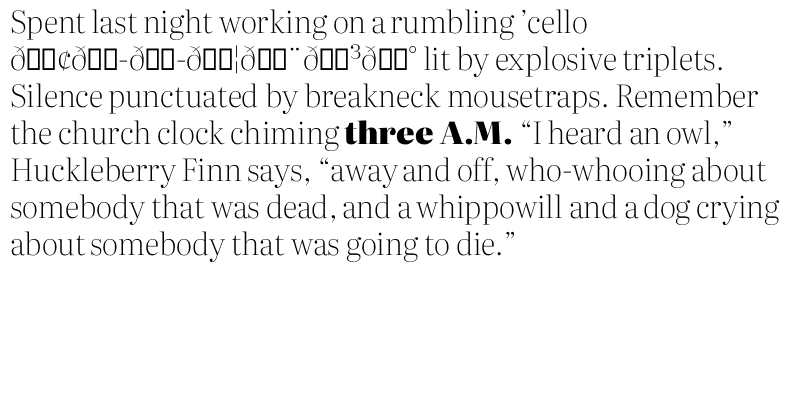 Spent last night working on a rumbling ’cello
lit by explosive triplets.
Silence punctuated by breakneck mousetraps. Remember
the church clock chiming three A.M. “I heard an owl,”
Huckleberry Finn says, “away and off, who-whooing about
somebody that was dead, and a whippowill and a dog crying
about somebody that was going to die.”